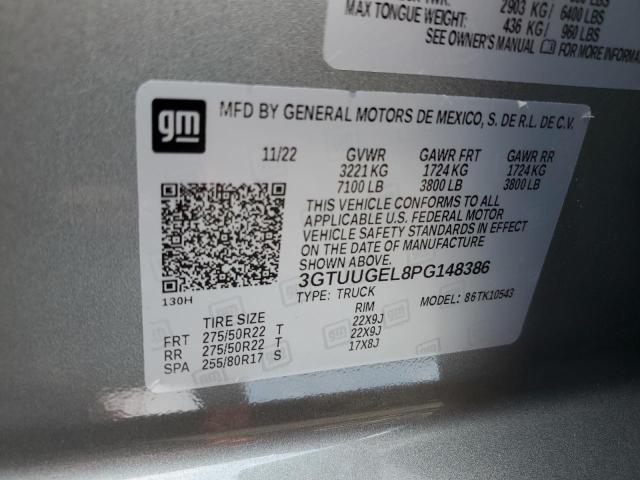 2903 KG/ 6400 LBS
MAX TONGUE WEIGHT: 436 KG/ 960 LBS
SEE OWNER'S MANUAL FOR MORE
gm
MFD BY GENERAL MOTORS DE MEXICO, S. DE R.L. DE C.V.
11/22 GVWR GAWR FRT GAWR RR
3221 KG 1724 KG 1724 KG
7100 LB 3800 LB 3800 LB
THIS VEHICLE CONFORMS TO ALL
APPLICABLE U.S. FEDERAL MOTOR
VEHICLE SAFETY STANDARDS IN EFFECT
ON THE DATE OF MANUFACTURE
SHOWN ABOVE.
3GTUUGEL8PG148386
130H TYPE: TRUCK MODEL: 86TK10543
TIRE SIZE RIM
FRT 275/50R22 T 22X9J
RR 275/50R22 T 22X9J
SPA 255/80R17 S 17X8J